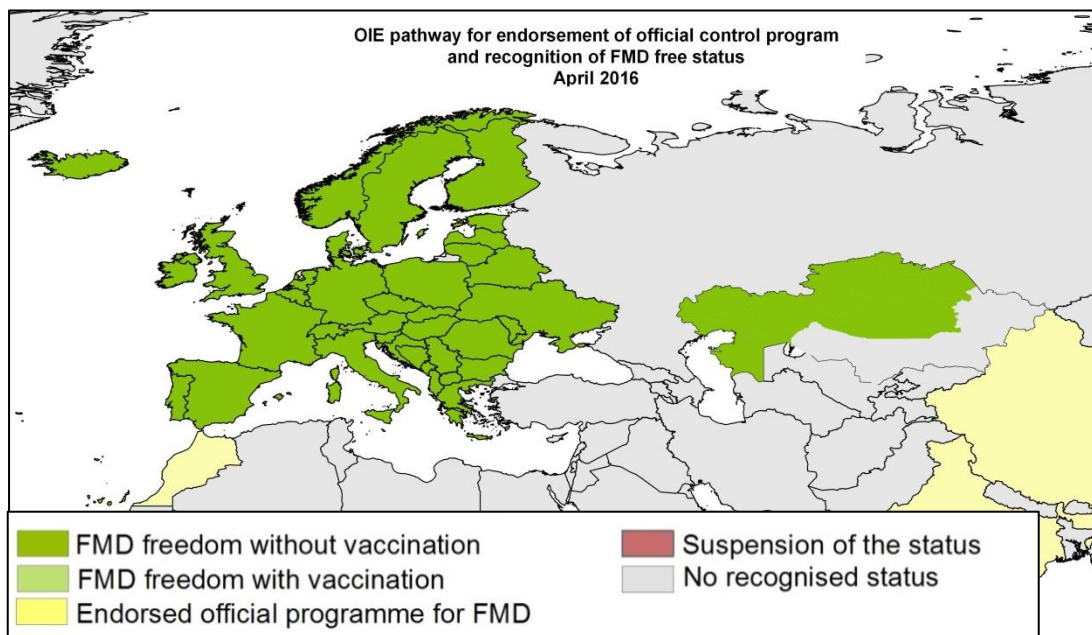 OIE pathway for endorsement of official control program
and recognition of FMD free status
April 2016
FMD freedom without vaccination
FMD freedom with vaccination
Endorsed official programme for FMD
Suspension of the status
No recognised status